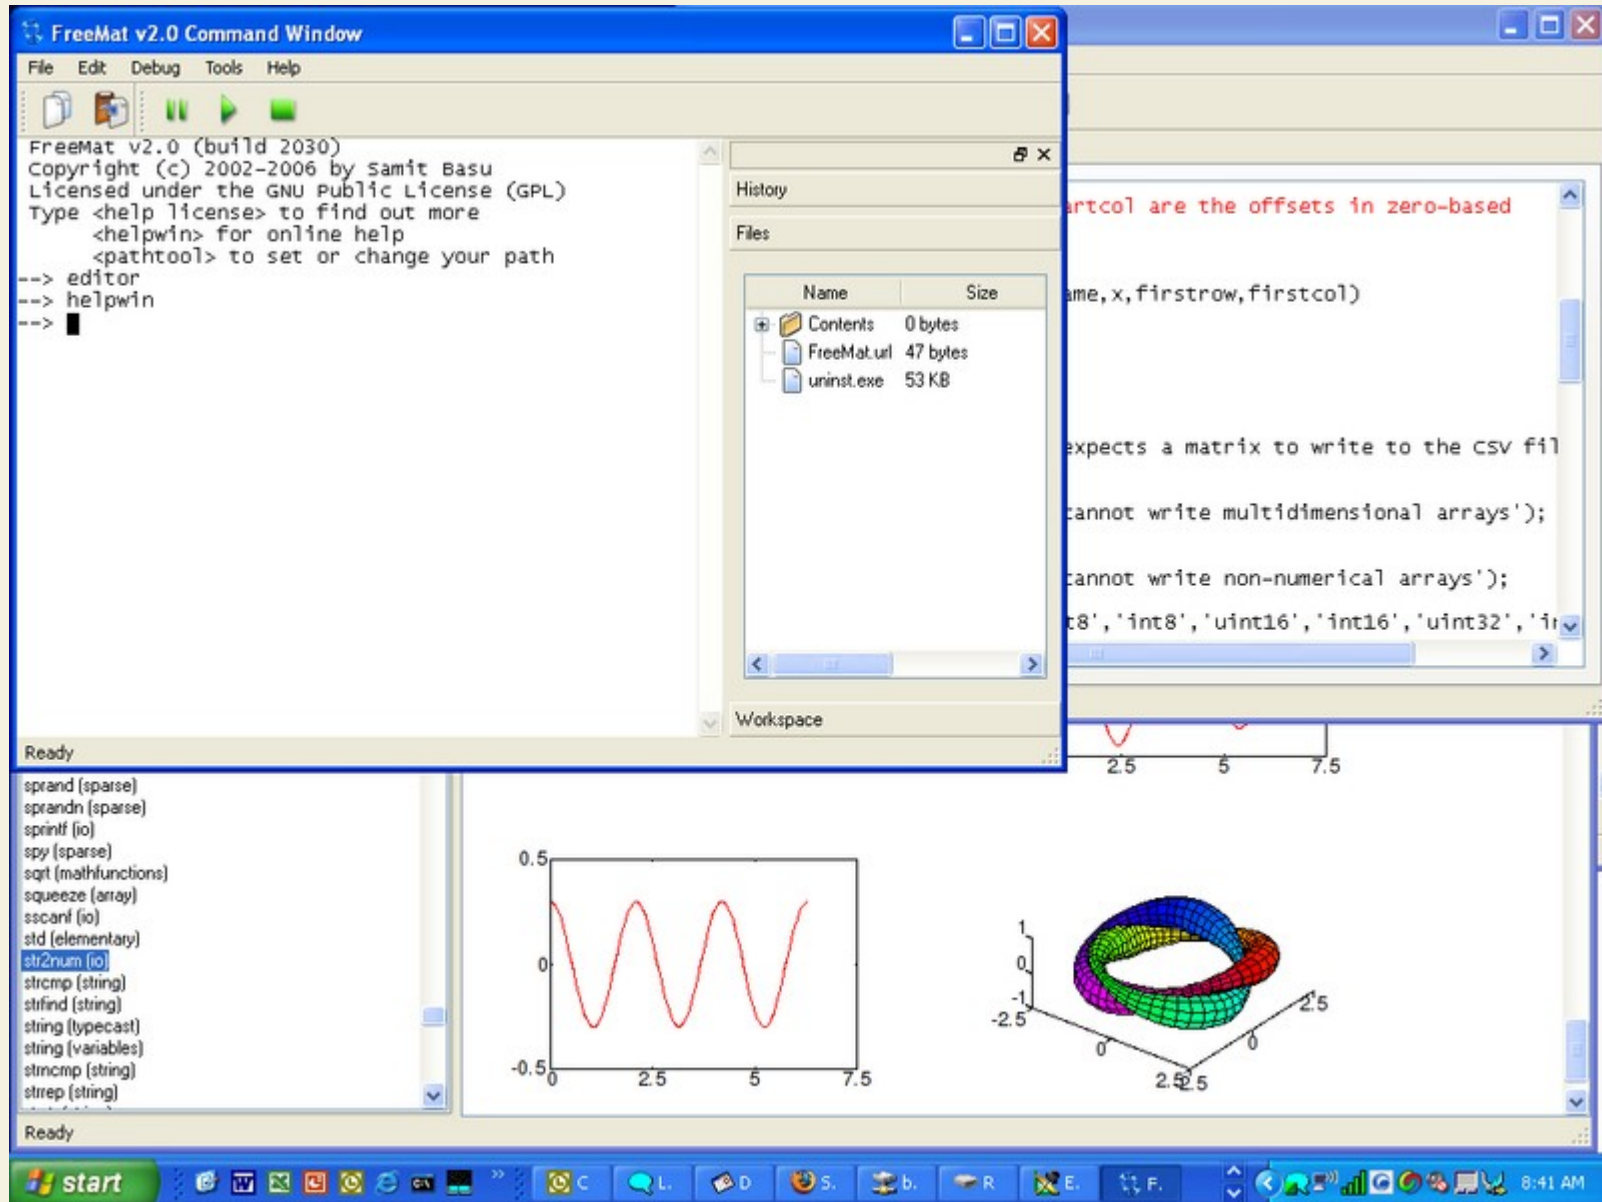 FreeMat v2.0 Command Window
File Edit Debug Tools Help
FreeMat v2.0 (build 2030)
Copyright (c) 2002-2006 by Samit Basu
Licensed under the GNU Public License (GPL)
Type <help license> to find out more
<helpwin> for online help
<pathtool> to set or change your path
--> editor
--> helpwin
-->
History
Files
Name Size
Contents 0 bytes
FreeMat.url 47 bytes
uninst.exe 53 KB
Workspace
Ready
artcol are the offsets in zero-based
ame,x,firstrow,firstcol)
expects a matrix to write to the CSV fil
cannot write multidimensional arrays');
cannot write non-numerical arrays');
t8','int8','uint16','int16','uint32','in
2.5 5 7.5
sprand (sparse)
sprandn (sparse)
sprintf (io)
spy (sparse)
sqrt (mathfunctions)
squeeze (array)
sscanf (io)
std (elementary)
str2num (io)
strcmp (string)
strfind (string)
string (typecast)
string (variables)
strncmp (string)
strrep (string)
0.5
0
-0.5
0 2.5 5 7.5
1
0
-1
-2.5
0
2.5
2.5
0
2.5
Ready
start C L. D S. b. R E. F. 8:41 AM